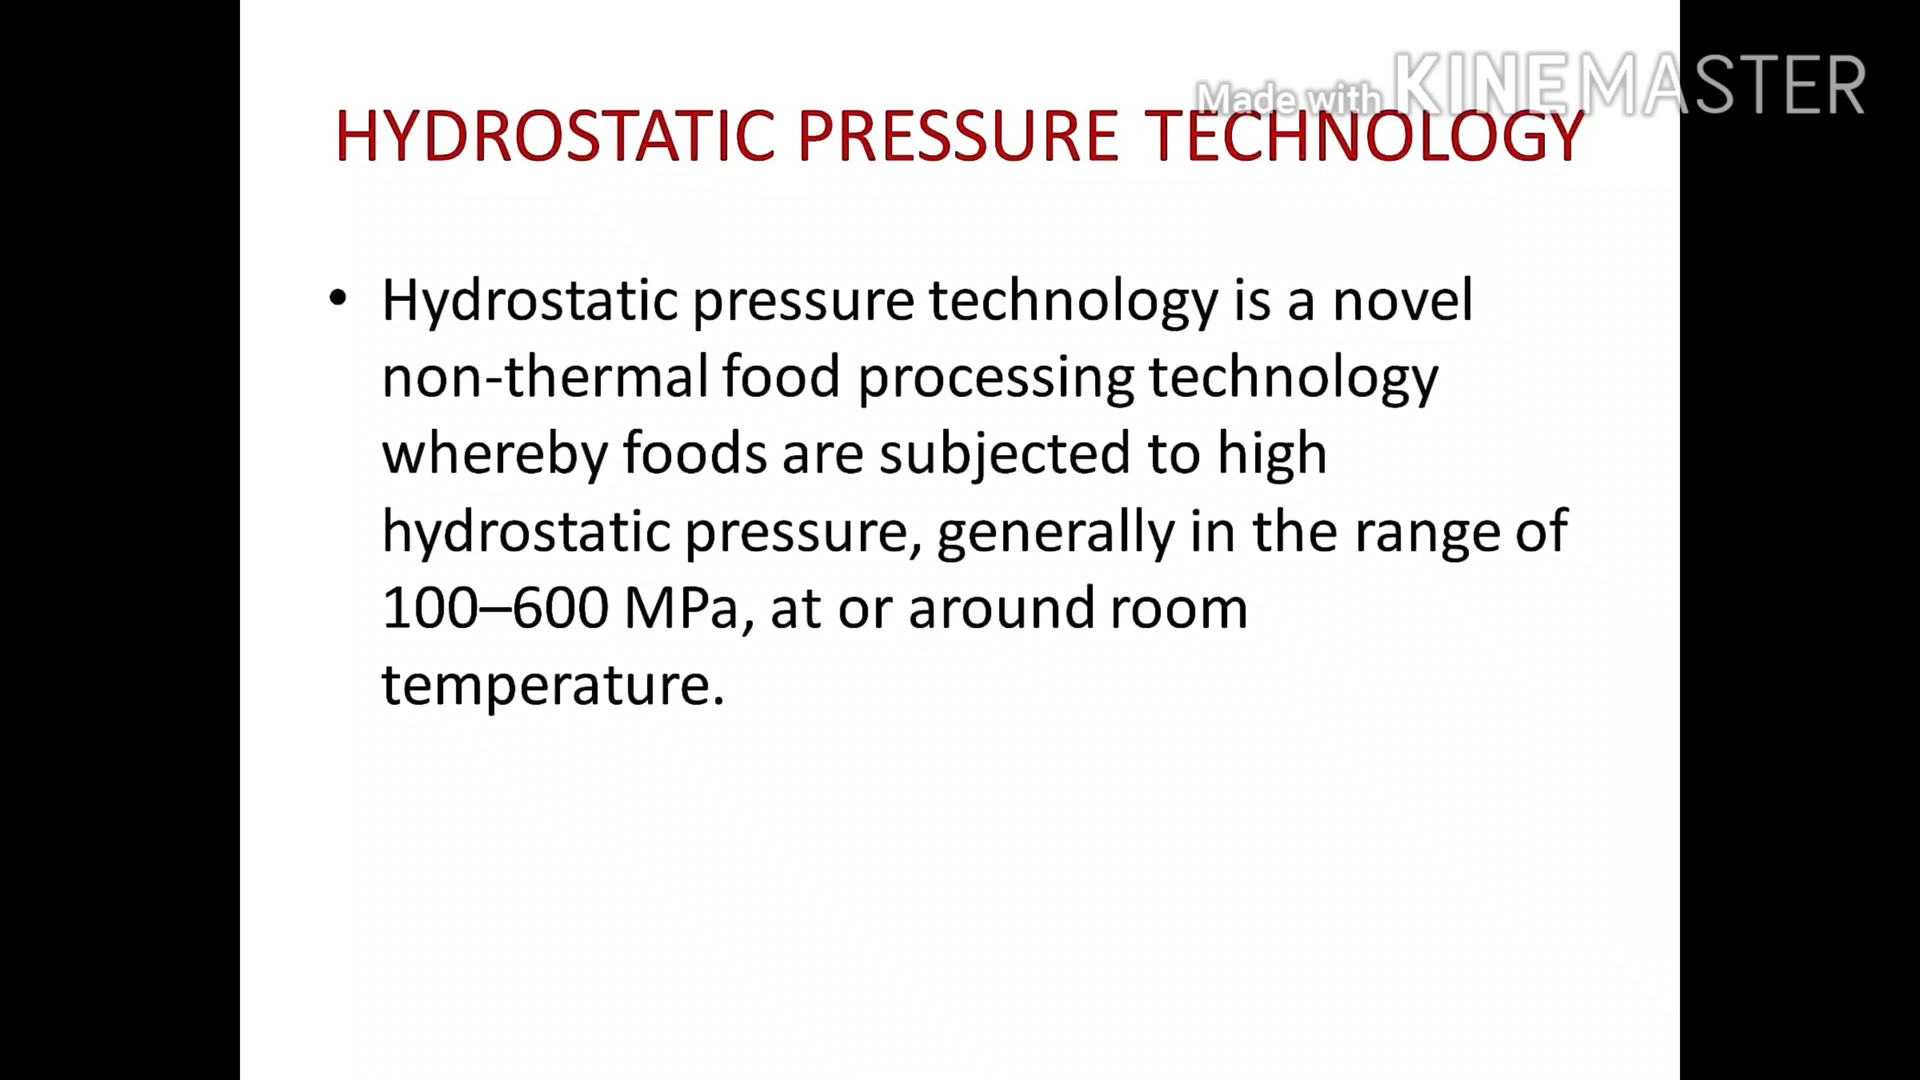 Made with KINEMASTER
HYDROSTATIC PRESSURE TECHNOLOGY
• Hydrostatic pressure technology is a novel
non-thermal food processing technology
whereby foods are subjected to high
hydrostatic pressure, generally in the range of
100–600 MPa, at or around room
temperature.